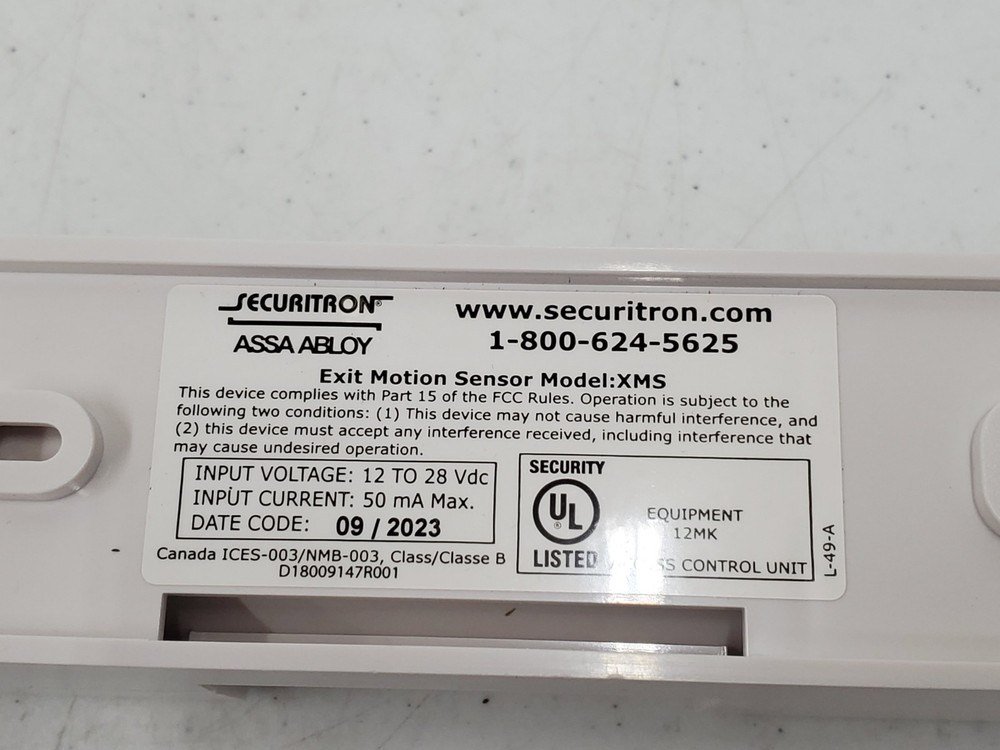 SECURITRON®
ASSA ABLOY
www.securitron.com
1-800-624-5625
Exit Motion Sensor Model:XMS
This device complies with Part 15 of the FCC Rules. Operation is subject to the
following two conditions: (1) This device may not cause harmful interference, and
(2) this device must accept any interference received, including interference that
may cause undesired operation.
INPUT VOLTAGE: 12 TO 28 Vdc
INPUT CURRENT: 50 mA Max.
DATE CODE: 09 / 2023
Canada ICES-003/NMB-003, Class/Classe B
D18009147R001
SECURITY
UL ®
LISTED
EQUIPMENT
12MK
SS CONTROL UNIT
L-49-A